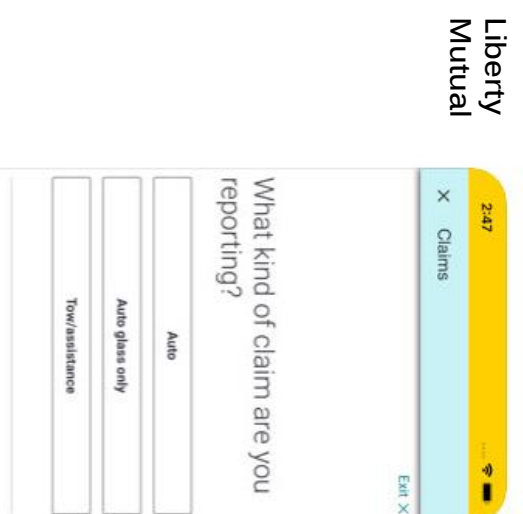 Liberty
Mutual
2:47
X Claims
Exit X
What kind of claim are you
reporting?
Auto
Auto glass only
Tow/assistance